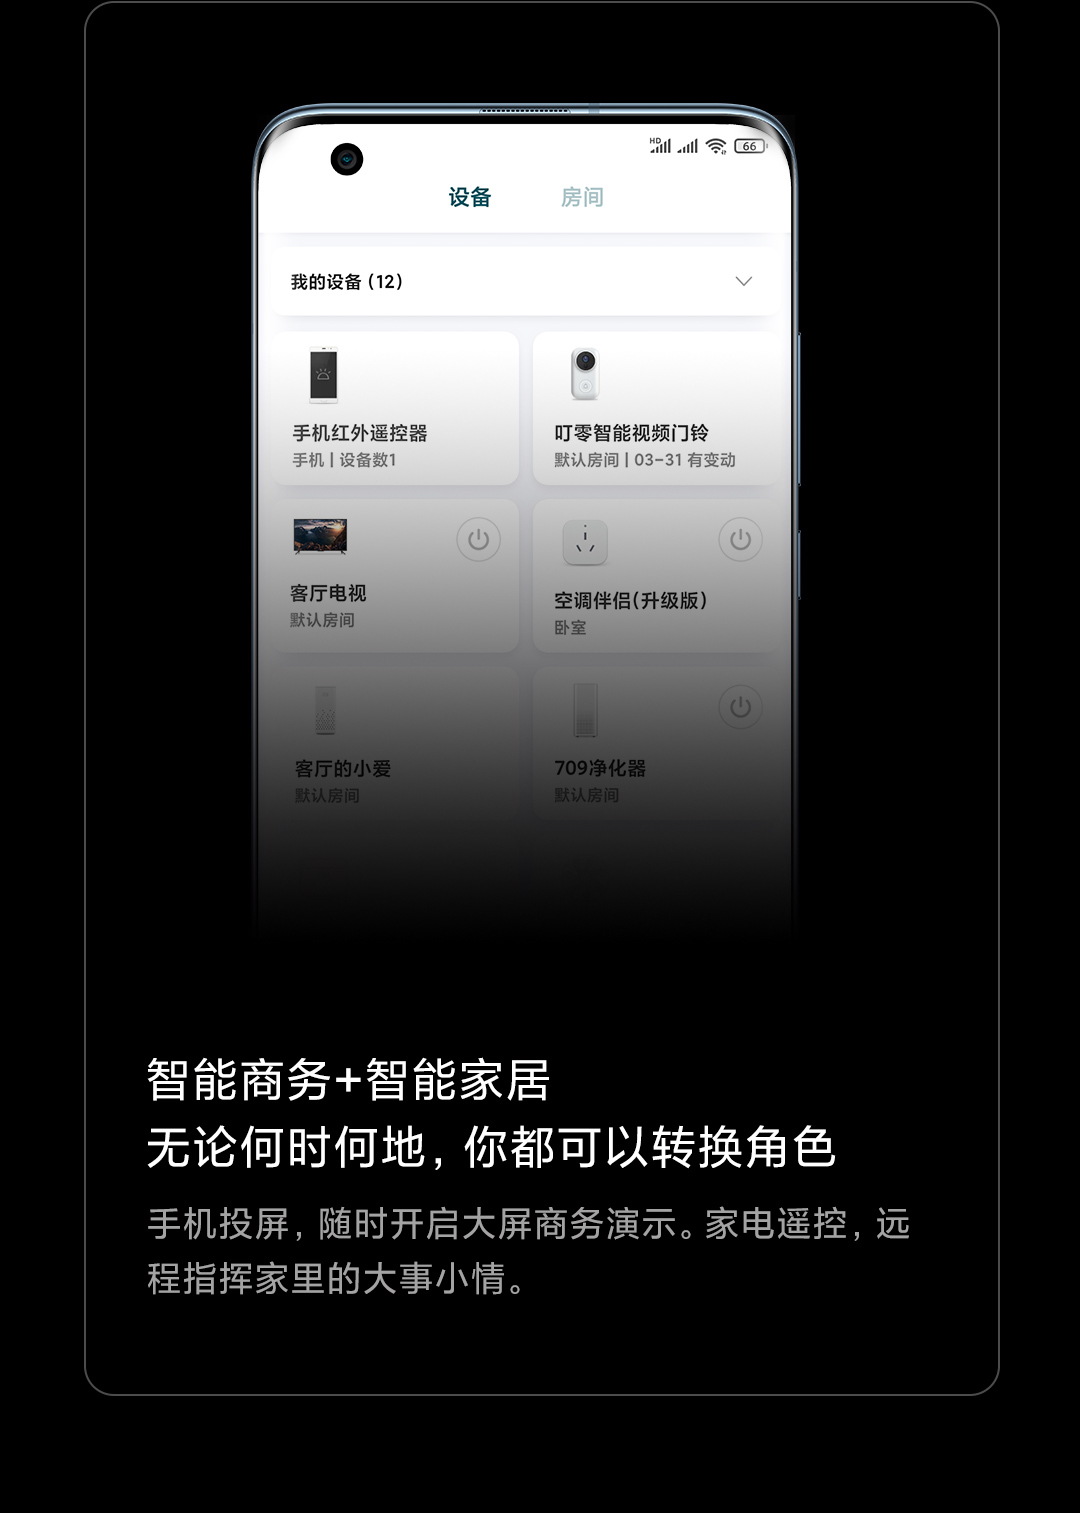 HD 66
设备 房间
我的设备（12）
手机红外遥控器
手机 | 设备数1
叮零智能视频门铃
默认房间 | 03-31 有变动
客厅电视
默认房间
空调伴侣(升级版)
卧室
客厅的小爱
默认房间
709净化器
默认房间
智能商务+智能家居
无论何时何地，你都可以转换角色
手机投屏，随时开启大屏商务演示。家电遥控，远
程指挥家里的大事小情。